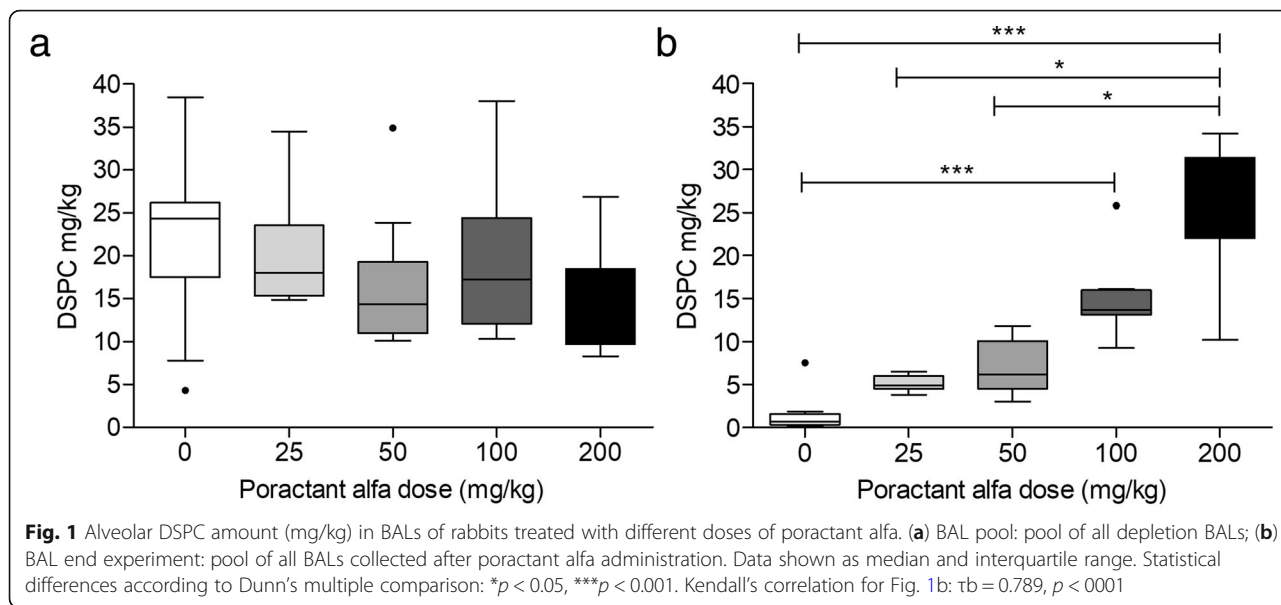 a
b
***
*
*
***
40
35
30
25
20
15
10
5
0
DSPC mg/kg
0 25 50 100 200
Poractant alfa dose (mg/kg)
40
35
30
25
20
15
10
5
0
DSPC mg/kg
0 25 50 100 200
Poractant alfa dose (mg/kg)
Fig. 1 Alveolar DSPC amount (mg/kg) in BALs of rabbits treated with different doses of poractant alfa. (a) BAL pool: pool of all depletion BALs; (b)
BAL end experiment: pool of all BALs collected after poractant alfa administration. Data shown as median and interquartile range. Statistical
differences according to Dunn's multiple comparison: *p < 0.05, ***p < 0.001. Kendall's correlation for Fig. 1b: τb = 0.789, p < 0001